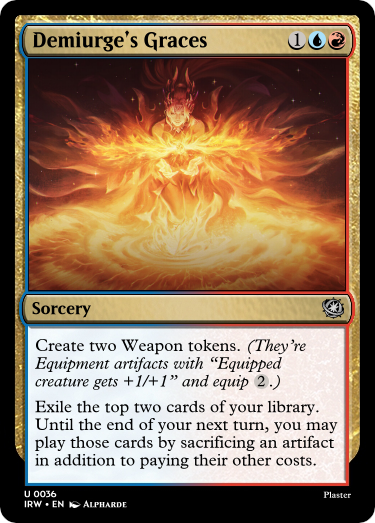 Demiurge's Graces 1
Sorcery
Create two Weapon tokens. (They're
Equipment artifacts with “Equipped
creature gets +1/+1” and equip 2.)
Exile the top two cards of your library.
Until the end of your next turn, you may
play those cards by sacrificing an artifact
in addition to paying their other costs.
U 0036
IRW • EN Alpharde
Plaster